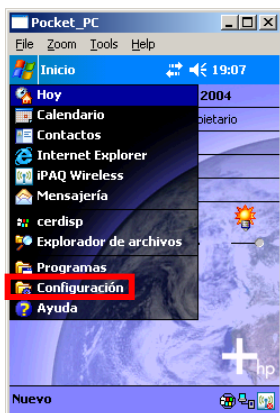 Pocket_PC
File Zoom Tools Help
Inicio 19:07
Hoy 2004
Calendario pietario
Contactos
Internet Explorer
iPAQ Wireless
Mensajería
cerdisp
Explorador de archivos
Programas
Configuración
Ayuda
hp
Nuevo